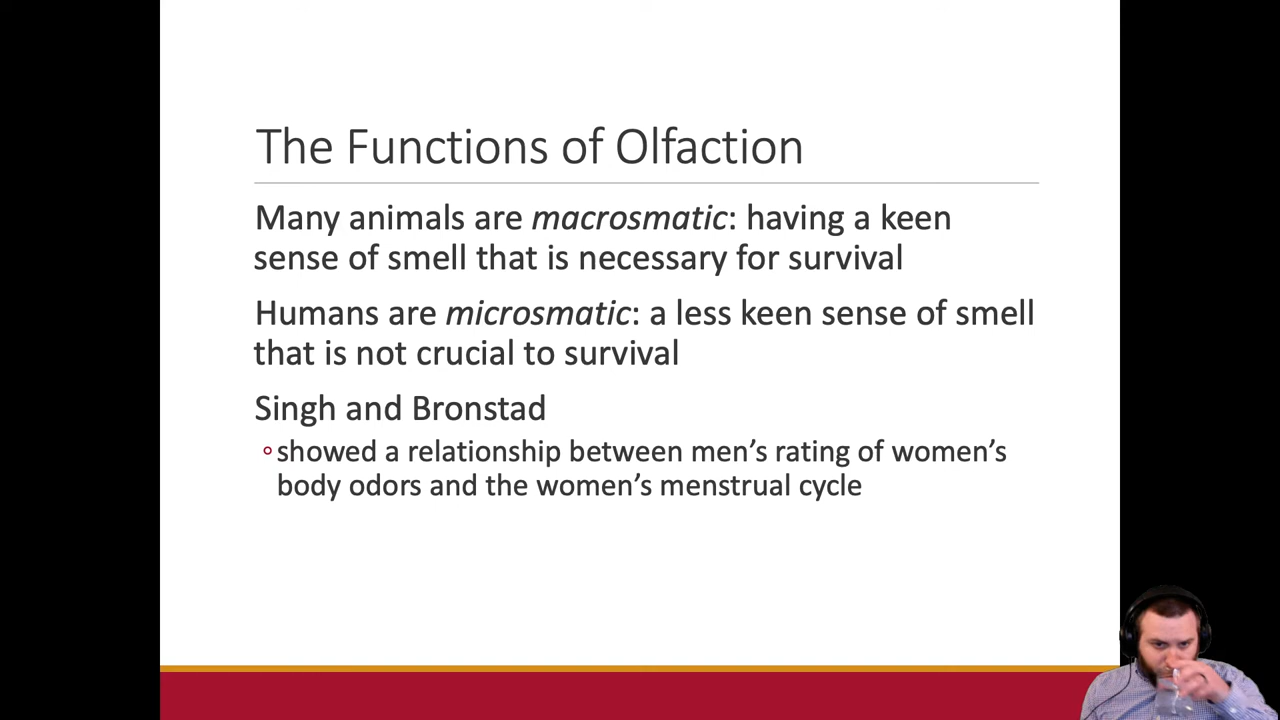 The Functions of Olfaction
Many animals are macrosmatic: having a keen
sense of smell that is necessary for survival
Humans are microsmatic: a less keen sense of smell
that is not crucial to survival
Singh and Bronstad
◦showed a relationship between men’s rating of women’s
body odors and the women’s menstrual cycle